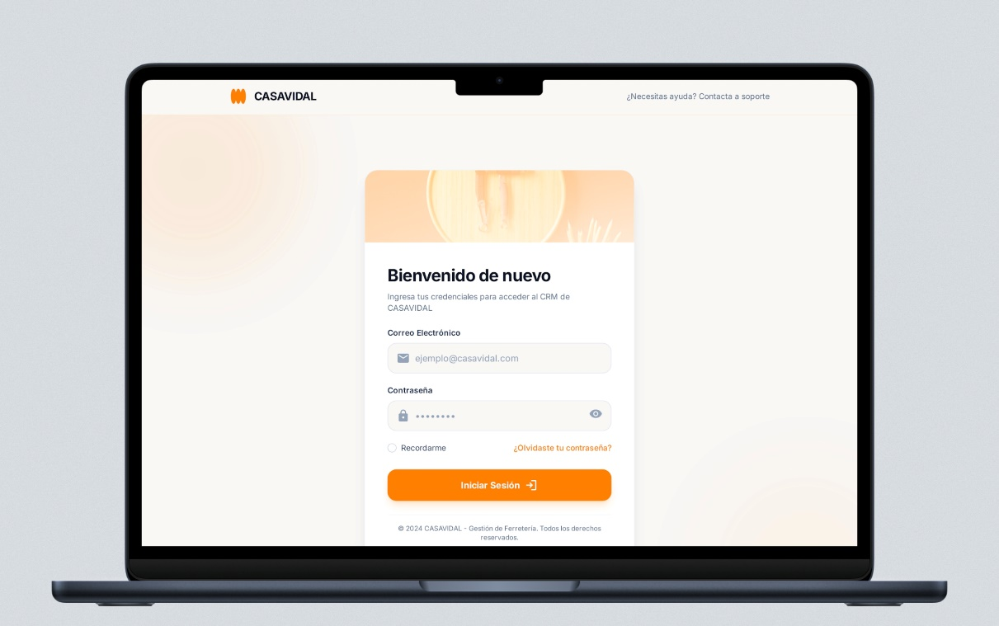 CASAVIDAL
¿Necesitas ayuda? Contacta a soporte
Bienvenido de nuevo
Ingresa tus credenciales para acceder al CRM de
CASAVIDAL
Correo Electrónico
ejemplo@casavidal.com
Contraseña
••••••••
Recordarme
¿Olvidaste tu contraseña?
Iniciar Sesión
© 2024 CASAVIDAL - Gestión de Ferretería. Todos los derechos
reservados.